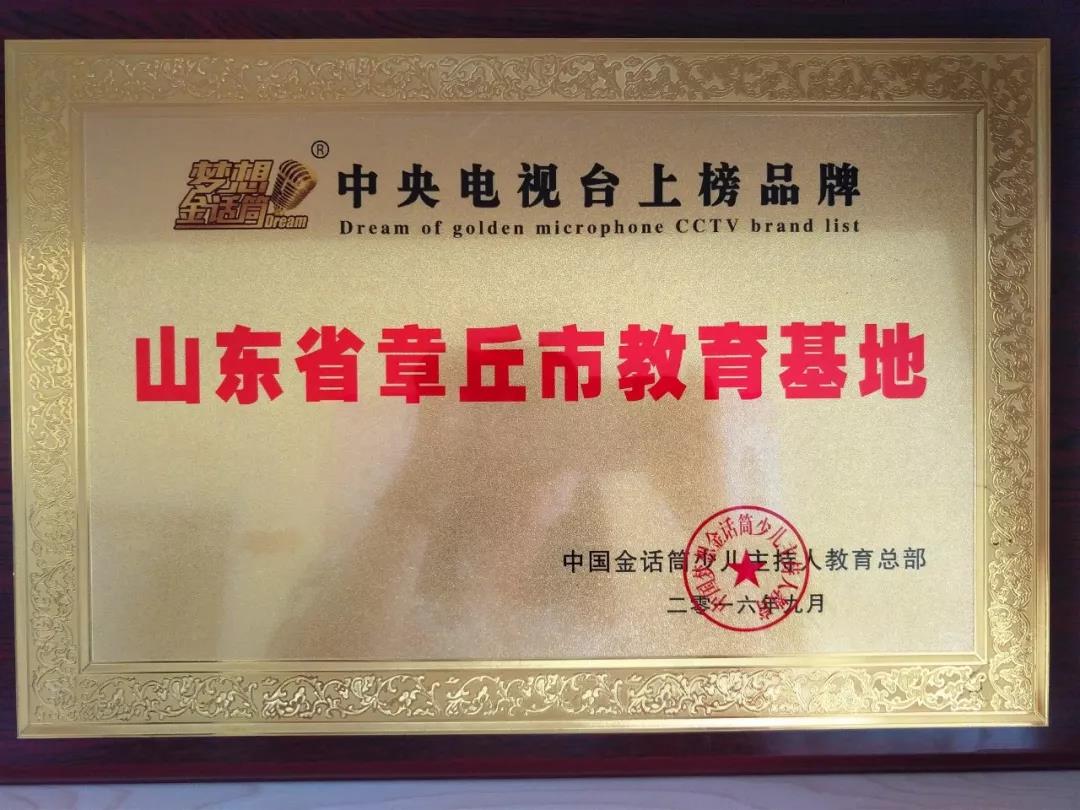 梦想
金话筒
Dream
®
中央电视台上榜品牌
Dream of golden microphone CCTV brand list
山东省章丘市教育基地
中国金话筒少儿主持人教育总部
二零一六年九月